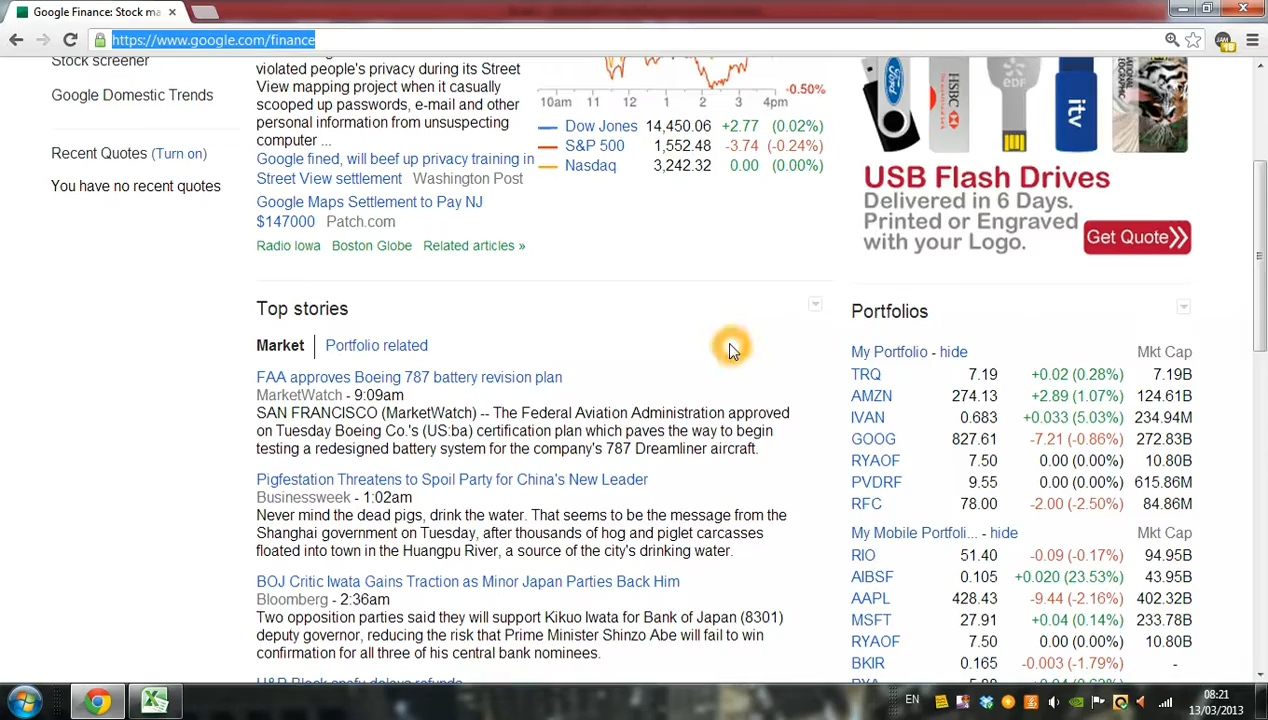 Google Finance: Stock ma
https://www.google.com/finance
Stock screener
Google Domestic Trends
Recent Quotes (Turn on)
You have no recent quotes
violated people's privacy during its Street
View mapping project when it casually
scooped up passwords, e-mail and other
personal information from unsuspecting
computer ...
Google fined, will beef up privacy training in
Street View settlement Washington Post
Google Maps Settlement to Pay NJ
$147000 Patch.com
Radio Iowa Boston Globe Related articles »
-0.50%
10am 11 12 1 2 3 4pm
Dow Jones 14,450.06 +2.77 (0.02%)
S&P 500 1,552.48 -3.74 (-0.24%)
Nasdaq 3,242.32 0.00 (0.00%)
Ford
HSBC
edf
itv
NATIONAL
GEOGRAPHIC
USB Flash Drives
Delivered in 6 Days.
Printed or Engraved
with your Logo.
Get Quote
Top stories
Market
Portfolio related
FAA approves Boeing 787 battery revision plan
MarketWatch - 9:09am
SAN FRANCISCO (MarketWatch) -- The Federal Aviation Administration approved
on Tuesday Boeing Co.'s (US:ba) certification plan which paves the way to begin
testing a redesigned battery system for the company's 787 Dreamliner aircraft.
Pigfestation Threatens to Spoil Party for China's New Leader
Businessweek - 1:02am
Never mind the dead pigs, drink the water. That seems to be the message from the
Shanghai government on Tuesday, after thousands of hog and piglet carcasses
floated into town in the Huangpu River, a source of the city's drinking water.
BOJ Critic Iwata Gains Traction as Minor Japan Parties Back Him
Bloomberg - 2:36am
Two opposition parties said they will support Kikuo Iwata for Bank of Japan (8301)
deputy governor, reducing the risk that Prime Minister Shinzo Abe will fail to win
confirmation for all three of his central bank nominees.
H&R Block snafu delays refunds
Portfolios
My Portfolio - hide Mkt Cap
TRQ 7.19 +0.02 (0.28%) 7.19B
AMZN 274.13 +2.89 (1.07%) 124.61B
IVAN 0.683 +0.033 (5.03%) 234.94M
GOOG 827.61 -7.21 (-0.86%) 272.83B
RYAOF 7.50 0.00 (0.00%) 10.80B
PVDRF 9.55 0.00 (0.00%) 615.86M
RFC 78.00 -2.00 (-2.50%) 84.86M
My Mobile Portfoli... - hide Mkt Cap
RIO 51.40 -0.09 (-0.17%) 94.95B
AIBSF 0.105 +0.020 (23.53%) 43.95B
AAPL 428.43 -9.44 (-2.16%) 402.32B
MSFT 27.91 +0.04 (0.14%) 233.78B
RYAOF 7.50 0.00 (0.00%) 10.80B
BKIR 0.165 -0.003 (-1.79%) -
EN
08:21
13/03/2013